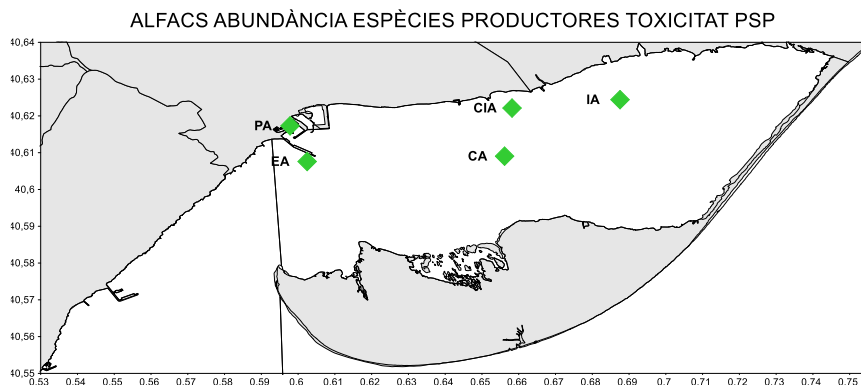 ALFACS ABUNDÀNCIA ESPÈCIES PRODUCTORES TOXICITAT PSP
40,64
40,63
40,62
40,61
40,6
40,59
40,58
40,57
40,56
40,55
PA
EA
CIA
IA
CA
0.53 0.54 0.55 0.56 0.57 0.58 0.59 0.6 0.61 0.62 0.63 0.64 0.65 0.66 0.67 0.68 0.69 0.7 0.71 0.72 0.73 0.74 0.75